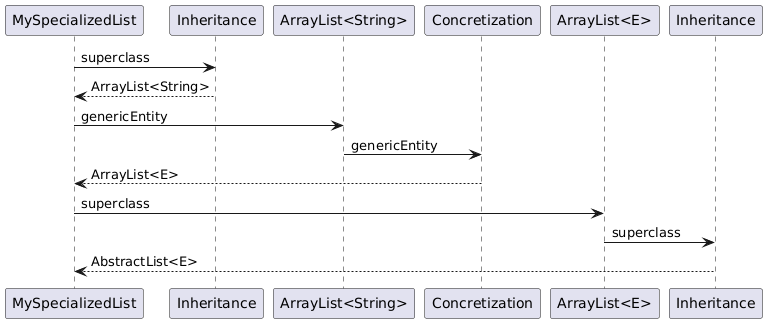 MySpecializedList Inheritance ArrayList<String> Concretization ArrayList<E> Inheritance
superclass
ArrayList<String>
genericEntity
genericEntity
ArrayList<E>
superclass
superclass
AbstractList<E>
MySpecializedList Inheritance ArrayList<String> Concretization ArrayList<E> Inheritance